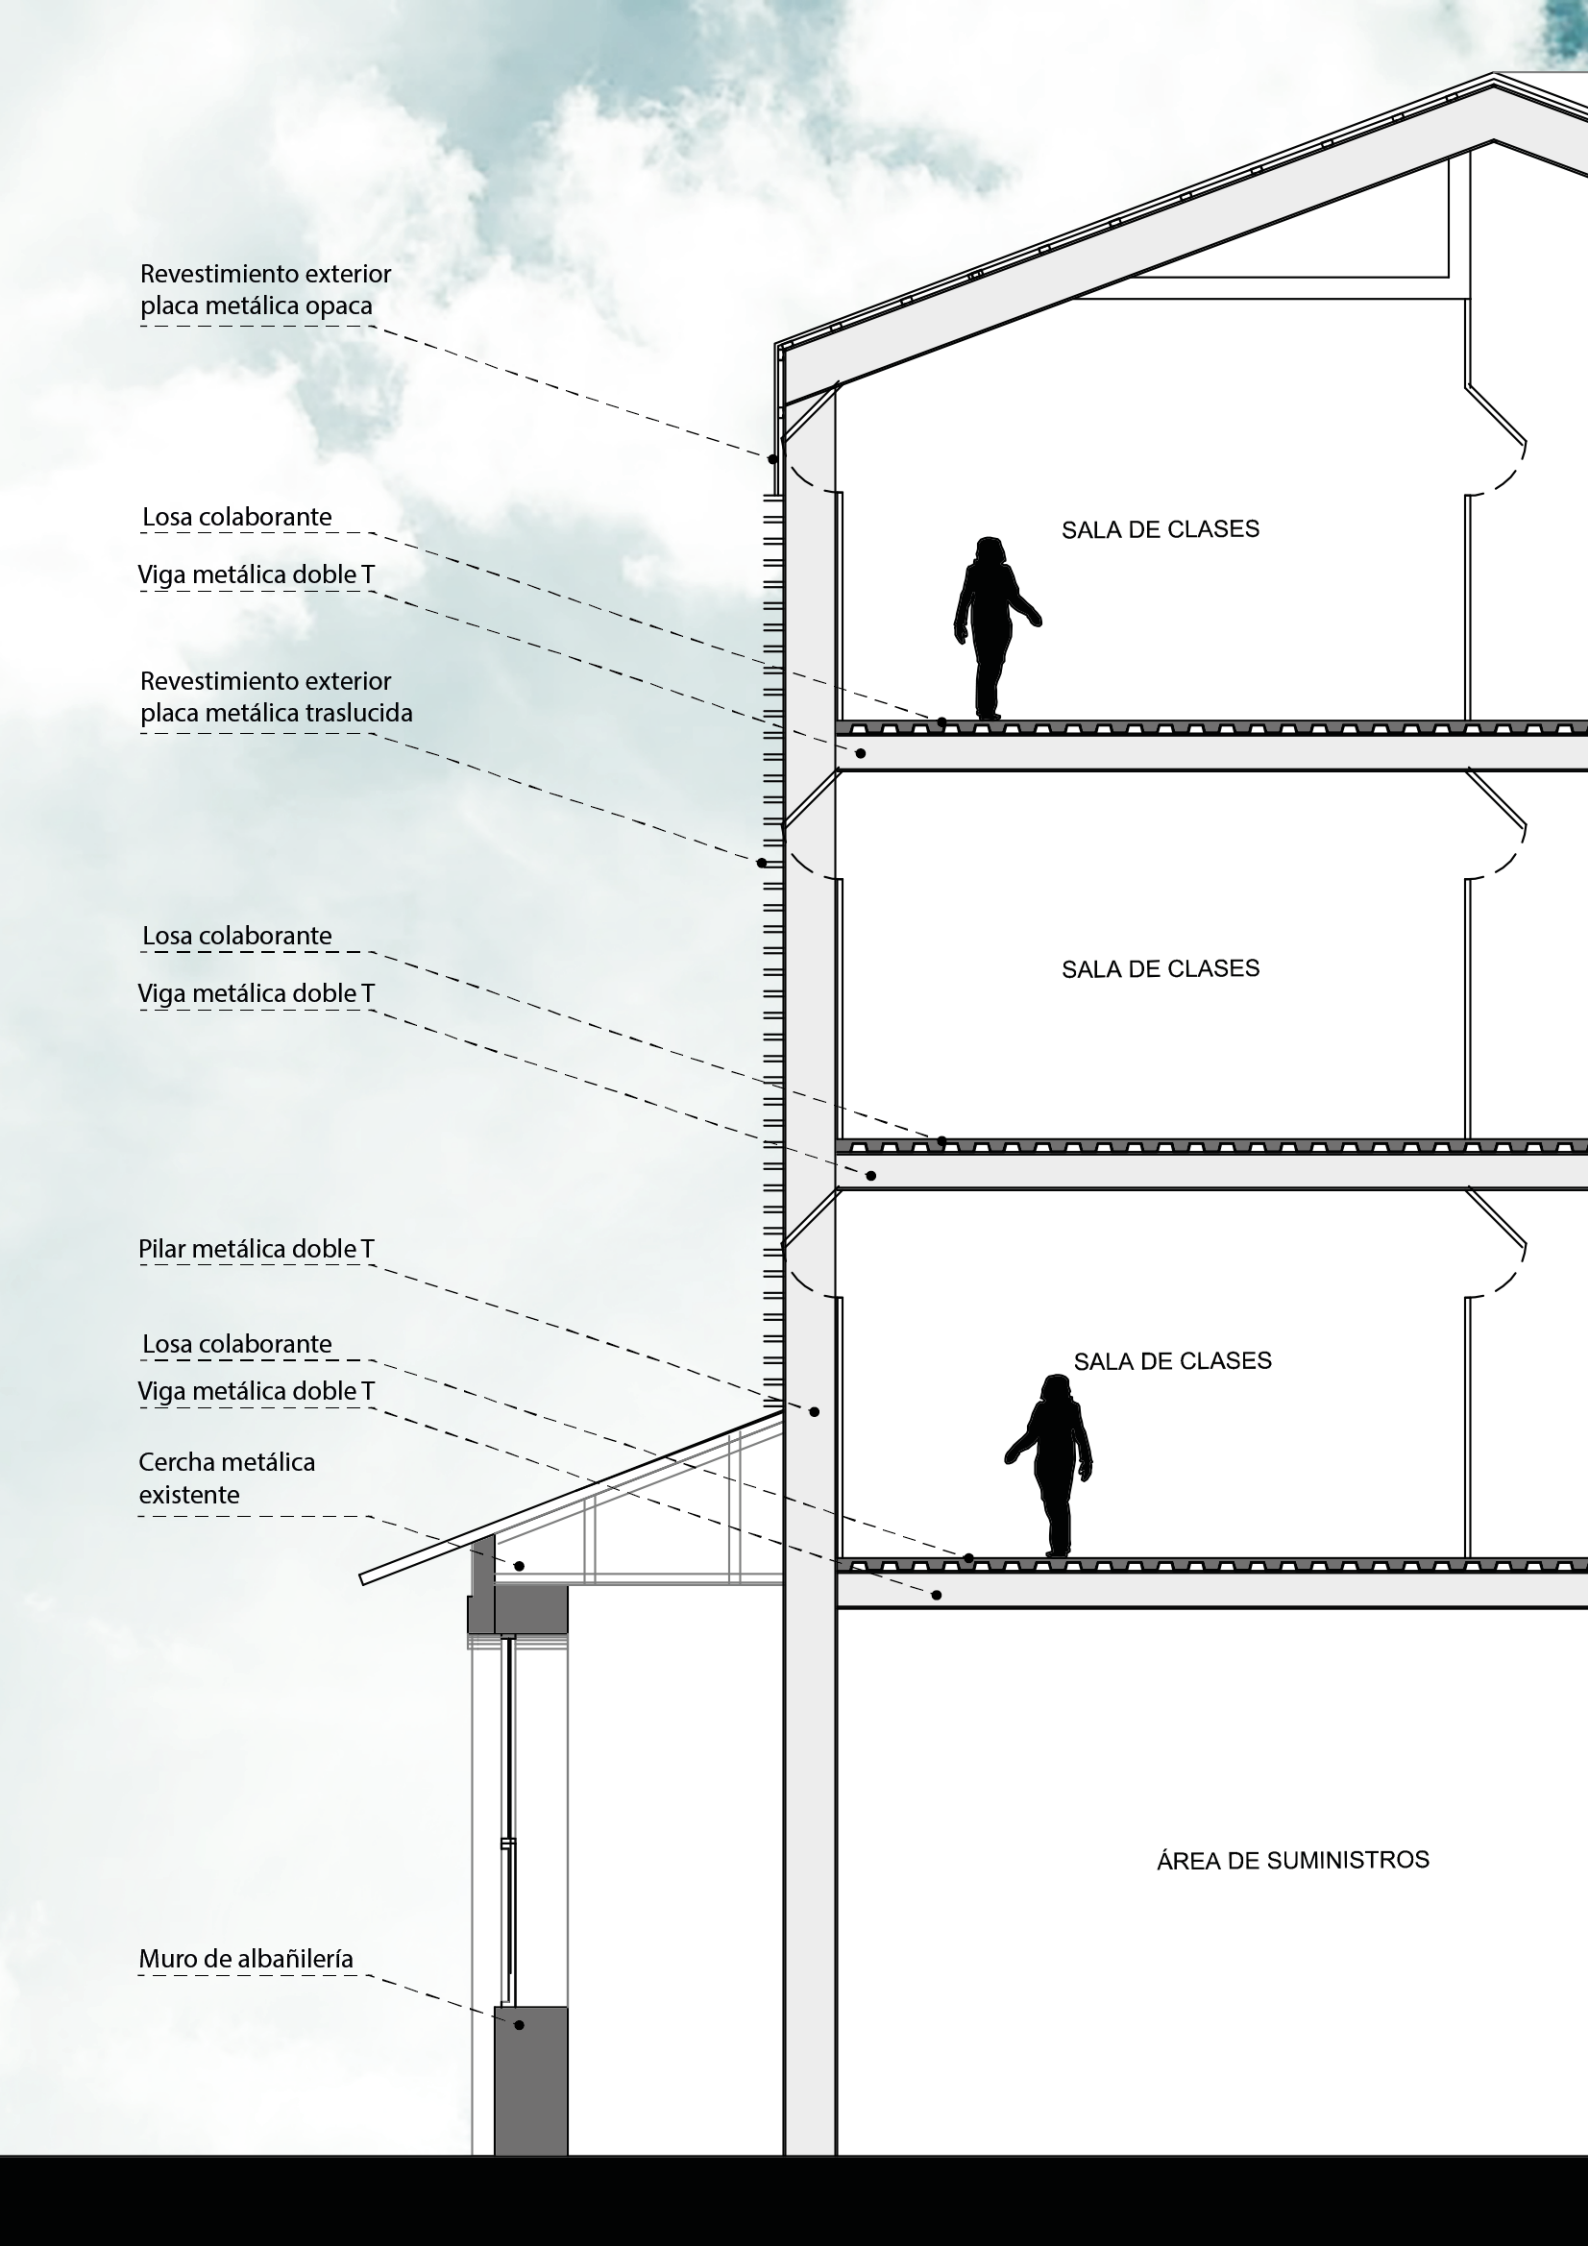 Revestimiento exterior
placa metálica opaca
Losa colaborante
Viga metálica doble T
Revestimiento exterior
placa metálica traslucida
Losa colaborante
Viga metálica doble T
Pilar metálica doble T
Losa colaborante
Viga metálica doble T
Cercha metálica
existente
Muro de albañilería
SALA DE CLASES
SALA DE CLASES
SALA DE CLASES
ÁREA DE SUMINISTROS